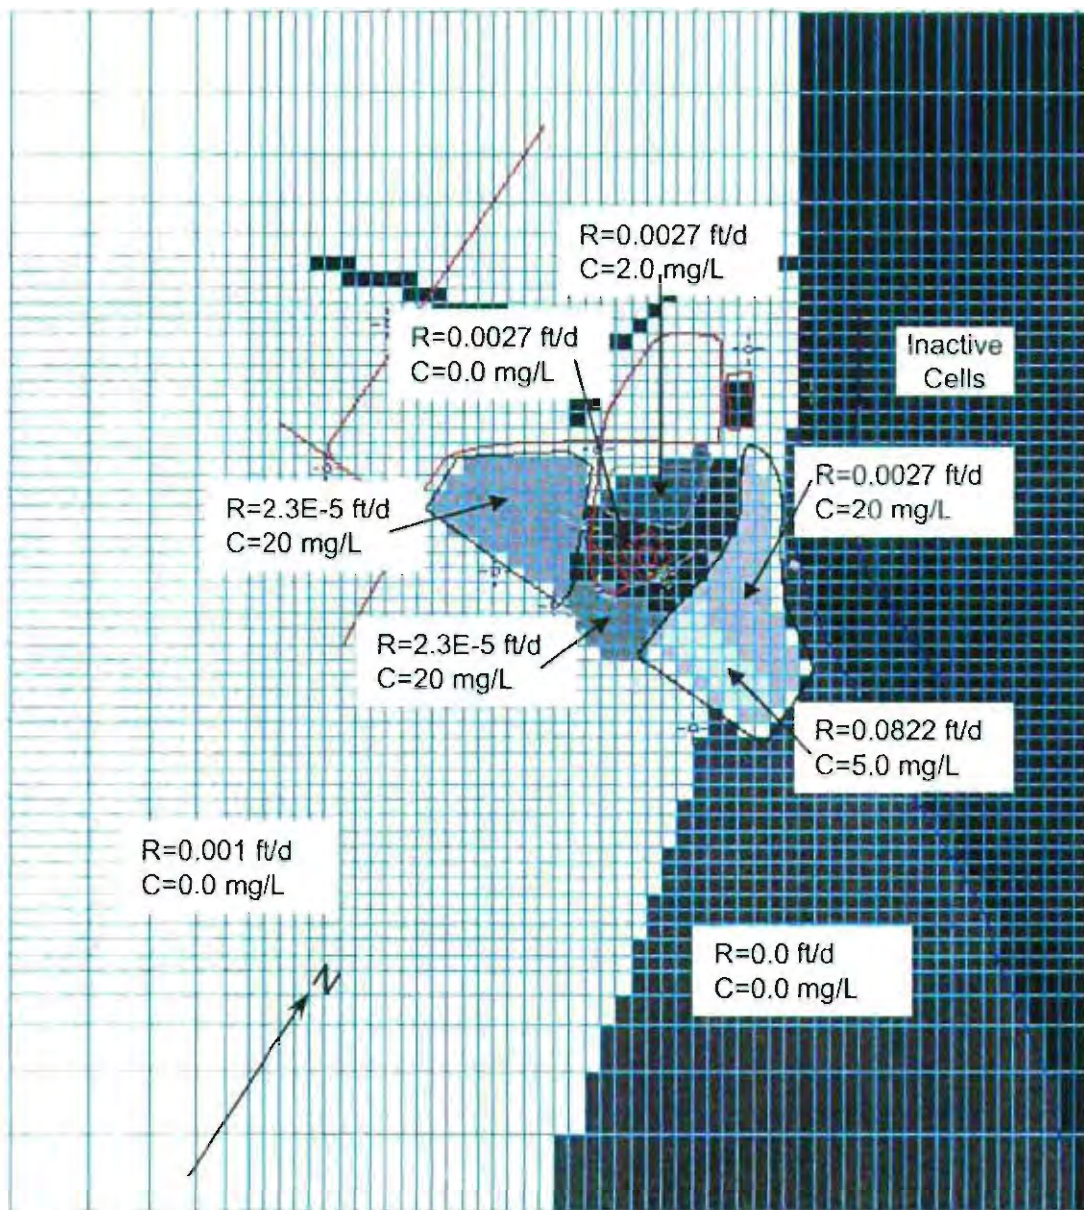 R=0.0027 ft/d
C=2.0 mg/L
R=0.0027 ft/d
C=0.0 mg/L
Inactive
Cells
R=0.0027 ft/d
C=20 mg/L
R=2.3E-5 ft/d
C=20 mg/L
R=2.3E-5 ft/d
C=20 mg/L
R=0.0822 ft/d
C=5.0 mg/L
R=0.001 ft/d
C=0.0 mg/L
R=0.0 ft/d
C=0.0 mg/L
N